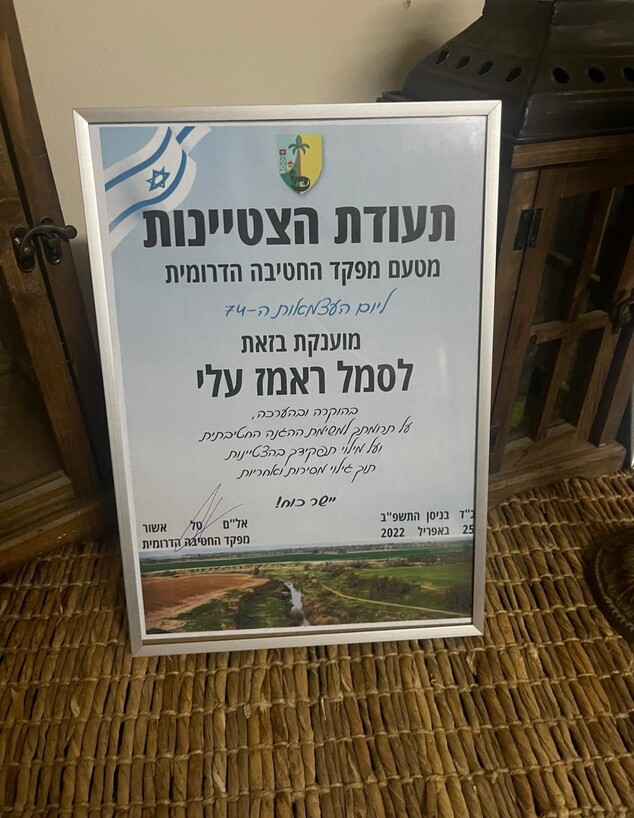 תעודת הצטיינות
מטעם מפקד החטיבה הדרומית
ליום העצמאות ה-74
מוענקת בזאת
לסמל ראמז עלי
בהוקרה ובהערכה,
על תרומתך למשימת ההגנה החטיבתית
ועל מילוי תפקידך בהצטיינות
תוך גילוי מסירות ואחריות
יישר כוח!
אל"ם טל אשור
מפקד החטיבה הדרומית
כ"ד בניסן התשפ"ב
25 באפריל 2022